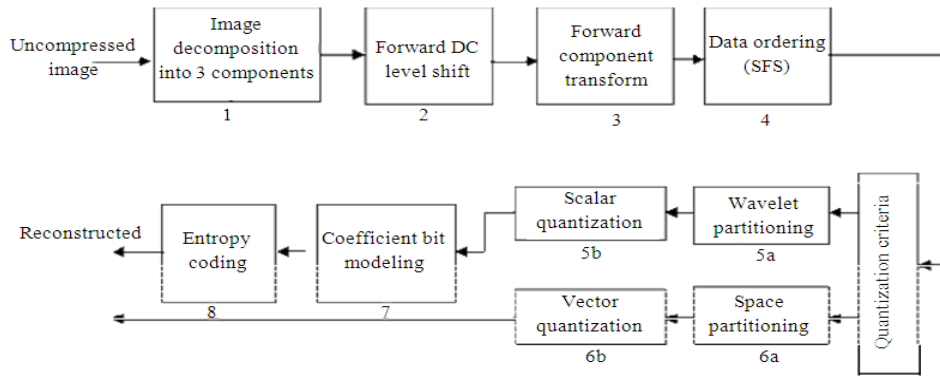 Uncompressed
image
Image
decomposition
into 3 components
1
Forward DC
level shift
2
Forward
component
transform
3
Data ordering
(SFS)
4
Quantization criteria
Wavelet
partitioning
5a
Scalar
quantization
5b
Coefficient bit
modeling
7
Entropy
coding
8
Reconstructed
Space
partitioning
6a
Vector
quantization
6b